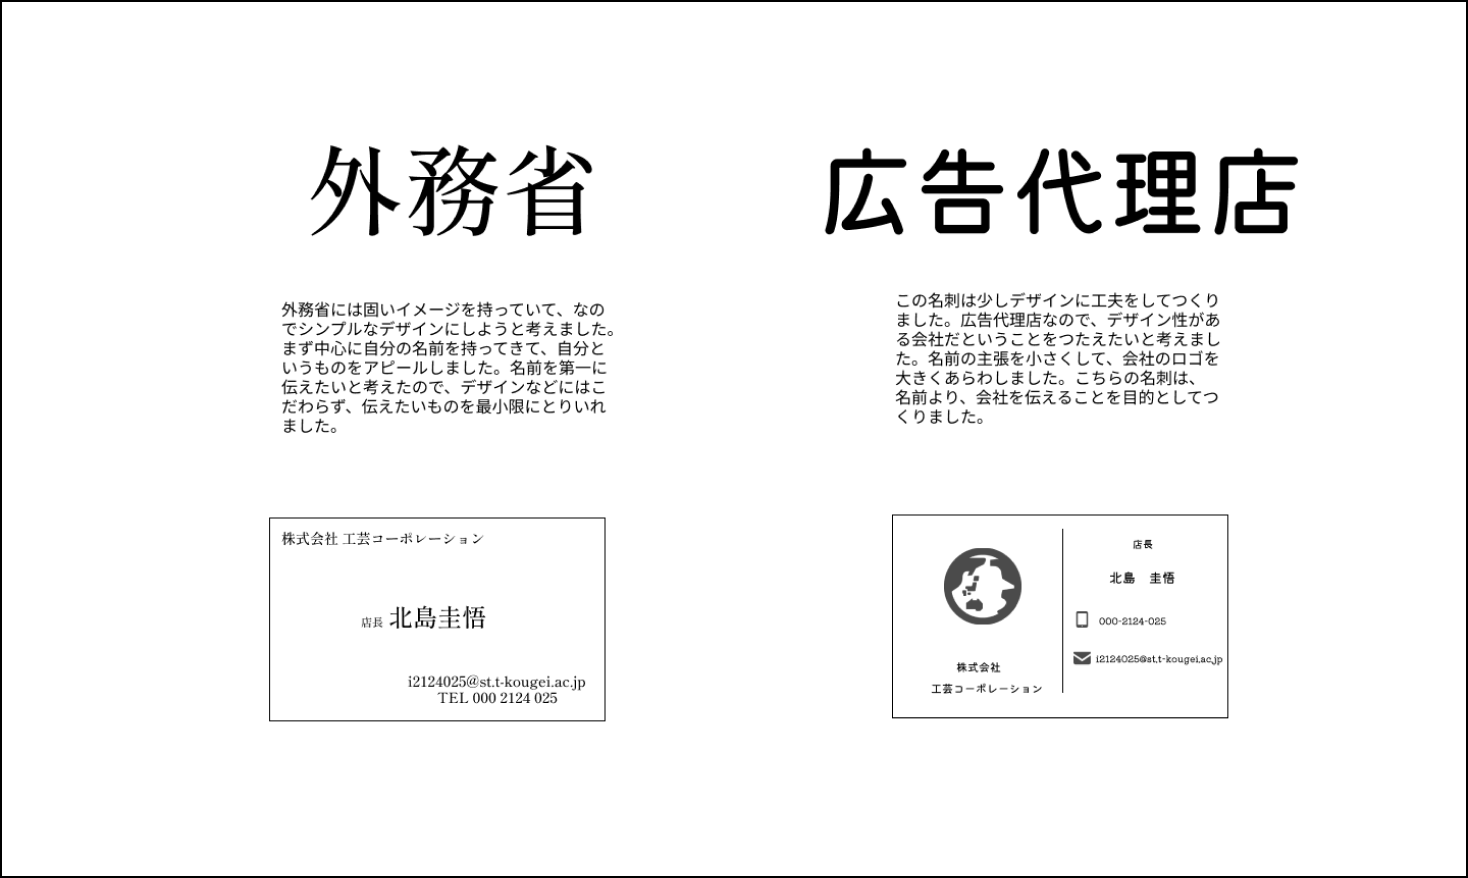 外務省
外務省には固いイメージを持っていて、なの
でシンプルなデザインにしようと考えました。
まず中心に自分の名前を持ってきて、自分と
いうものをアピールしました。名前を第一に
伝えたいと考えたので、デザインなどにはこ
だわらず、伝えたいものを最小限にとりいれ
ました。
株式会社 工芸コーポレーション
店長 北島圭悟
i2124025@st.t-kougei.ac.jp
TEL 000 2124 025
広告代理店
この名刺は少しデザインに工夫をしてつくり
ました。広告代理店なので、デザイン性があ
る会社だということをつたえたいと考えまし
た。名前の主張を小さくして、会社のロゴを
大きくあらわしました。こちらの名刺は、
名前より、会社を伝えることを目的としてつ
くりました。
株式会社
工芸コーポレーション
店長
北島 圭悟
000-2124-025
i2124025@st.t-kougei.ac.jp